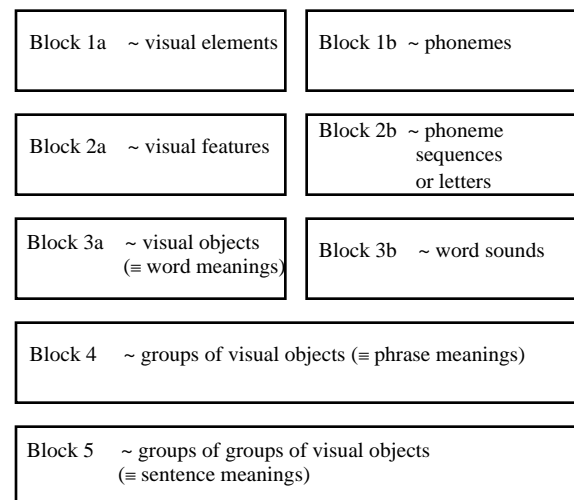 Block 1a ~ visual elements
Block 1b ~ phonemes
Block 2a ~ visual features
Block 2b ~ phoneme
sequences
or letters
Block 3a ~ visual objects
(≡ word meanings)
Block 3b ~ word sounds
Block 4 ~ groups of visual objects (≡ phrase meanings)
Block 5 ~ groups of groups of visual objects
(≡ sentence meanings)